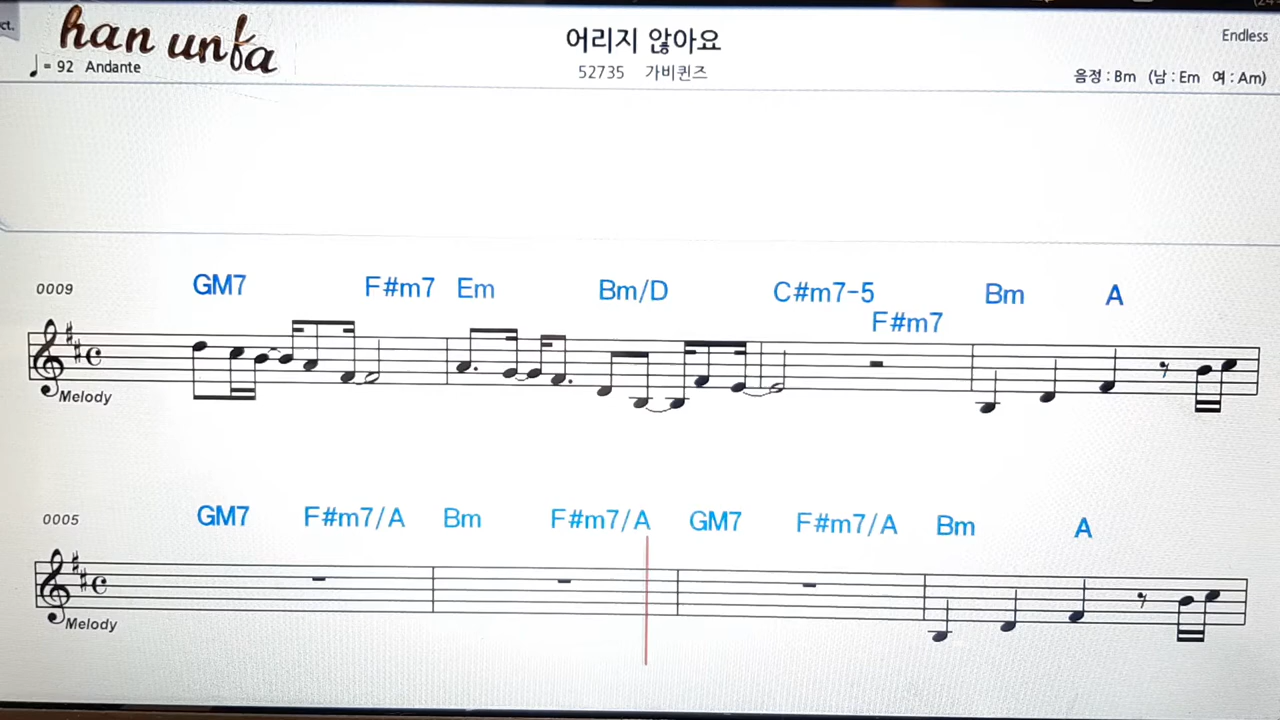 ct.
han unfa
♩= 92 Andante
어리지 않아요
52735 가비퀸즈
Endless
음정 : Bm (남 : Em 여 : Am)
0009
GM7 F#m7 Em Bm/D C#m7-5 Bm A
F#m7
Melody
0005
GM7 F#m7/A Bm F#m7/A GM7 F#m7/A Bm A
Melody